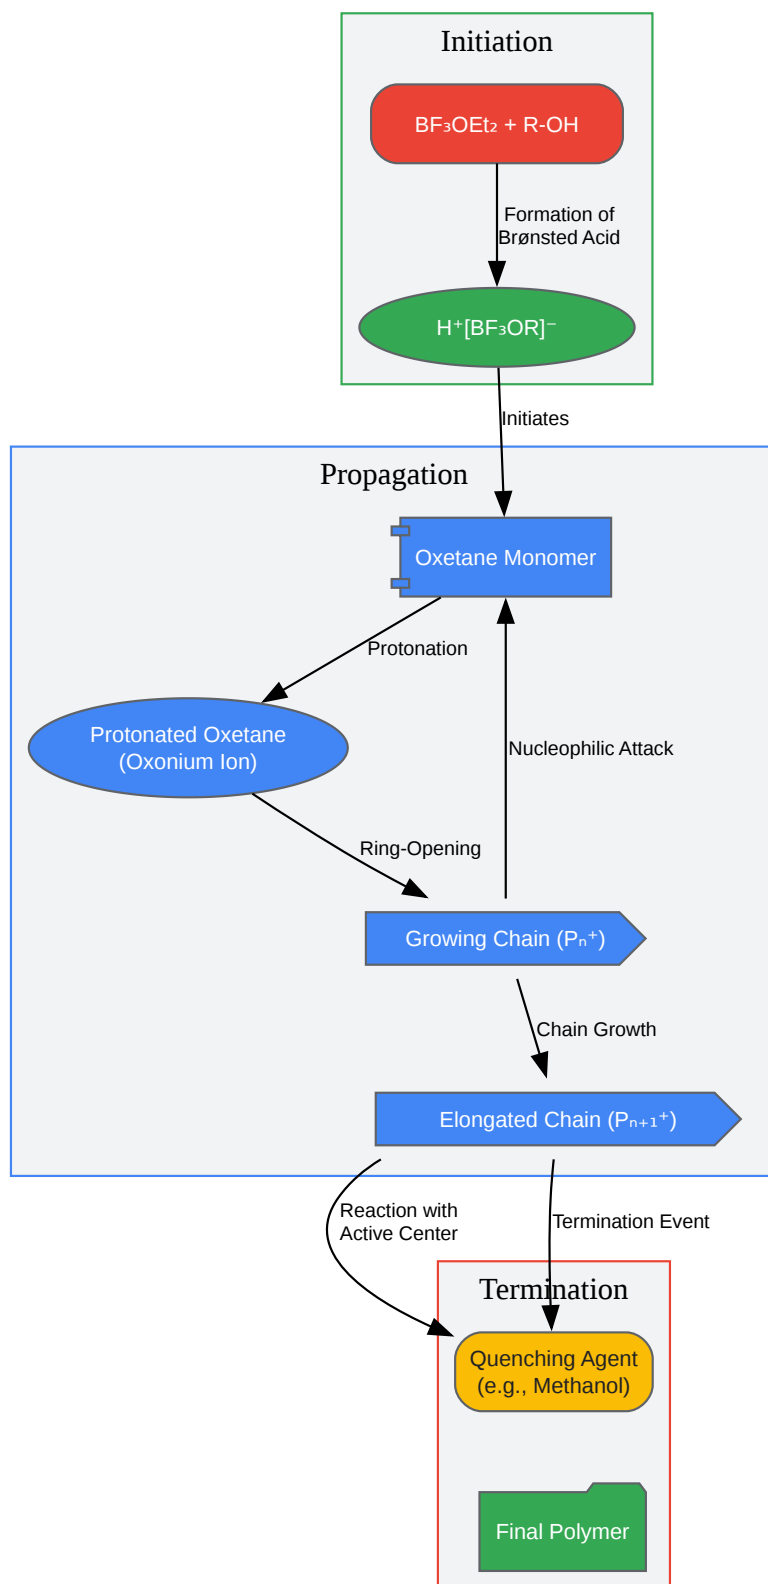 Initiation
BF₃OEt₂ + R-OH
Formation of
Brønsted Acid
H⁺[BF₃OR]⁻
Initiates
Propagation
Oxetane Monomer
Protonation
Protonated Oxetane
(Oxonium Ion)
Nucleophilic Attack
Ring-Opening
Growing Chain (Pₙ⁺)
Chain Growth
Elongated Chain (Pₙ₊₁⁺)
Reaction with
Active Center
Termination Event
Termination
Quenching Agent
(e.g., Methanol)
Final Polymer